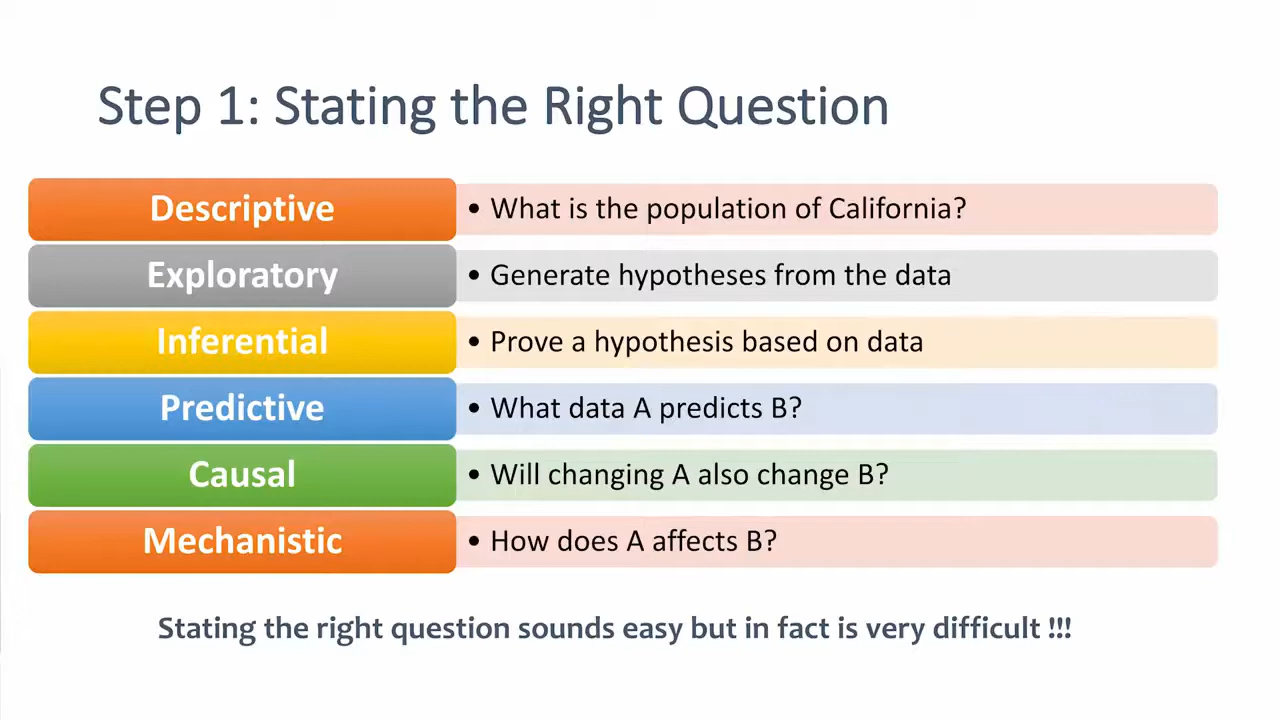 Step 1: Stating the Right Question
Descriptive
• What is the population of California?
Exploratory
• Generate hypotheses from the data
Inferential
• Prove a hypothesis based on data
Predictive
• What data A predicts B?
Causal
• Will changing A also change B?
Mechanistic
• How does A affects B?
Stating the right question sounds easy but in fact is very difficult !!!